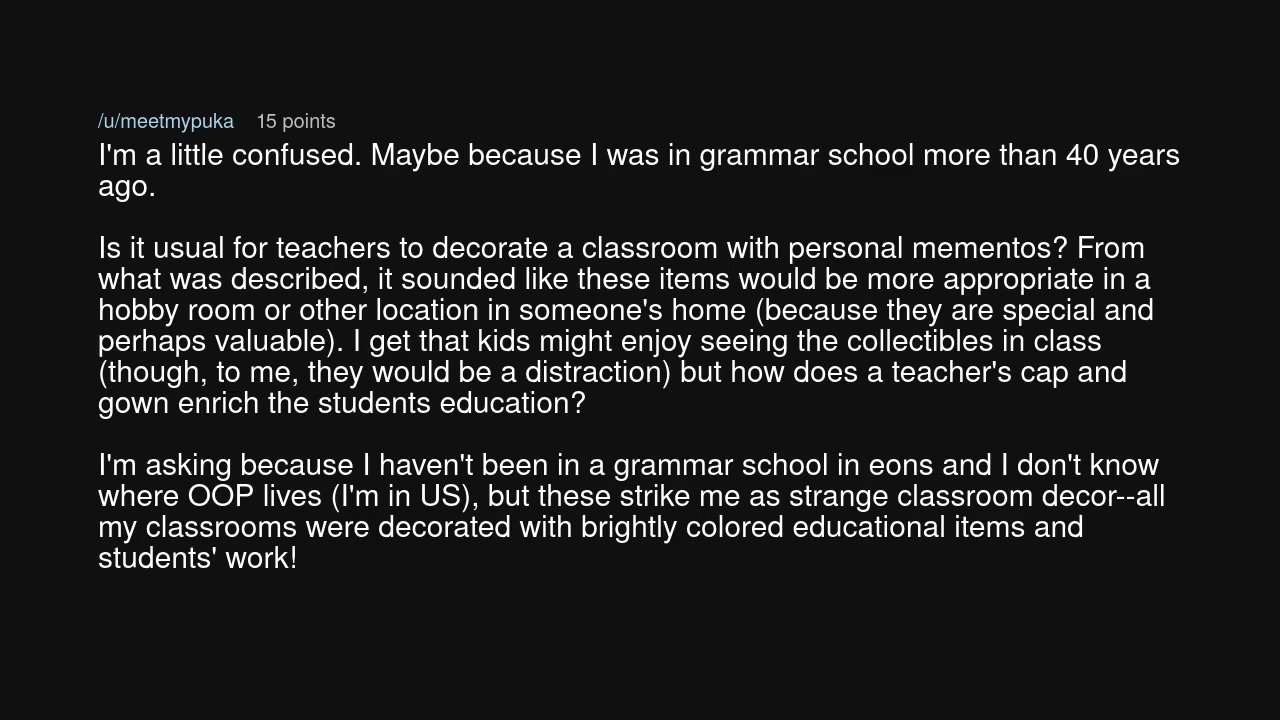 /u/meetmypuka 15 points
I'm a little confused. Maybe because I was in grammar school more than 40 years
ago.
Is it usual for teachers to decorate a classroom with personal mementos? From
what was described, it sounded like these items would be more appropriate in a
hobby room or other location in someone's home (because they are special and
perhaps valuable). I get that kids might enjoy seeing the collectibles in class
(though, to me, they would be a distraction) but how does a teacher's cap and
gown enrich the students education?
I'm asking because I haven't been in a grammar school in eons and I don't know
where OOP lives (I'm in US), but these strike me as strange classroom decor--all
my classrooms were decorated with brightly colored educational items and
students' work!